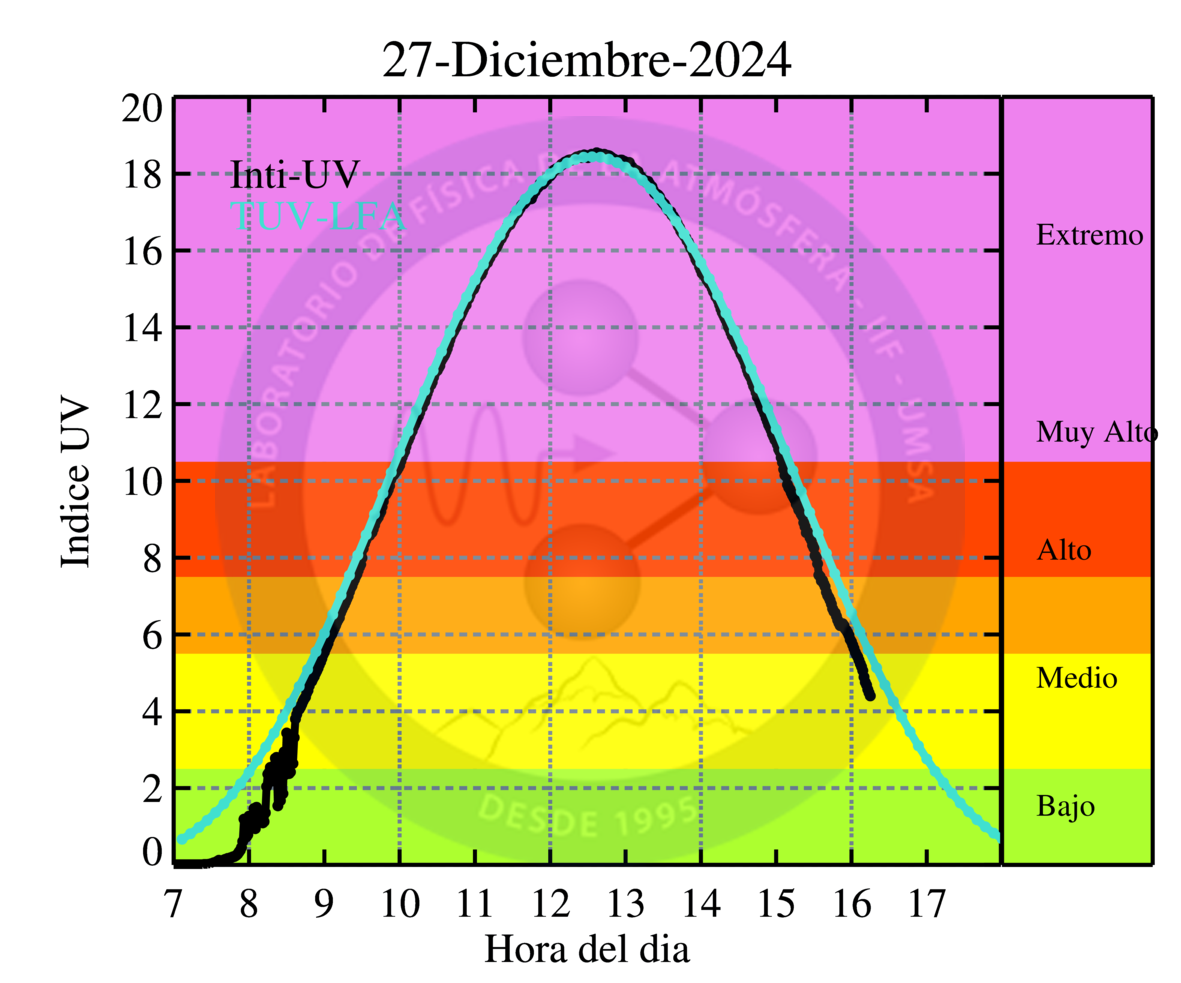 27-Diciembre-2024
20
18
16
14
12
10
8
6
4
2
0
Indice UV
Inti-UV
TUV-LFA
LABORATORIO DE FÍSICA DE LA ATMÓSFERA - IIF - UMSA
DESDE 1995
Extremo
Muy Alto
Alto
Medio
Bajo
7 8 9 10 11 12 13 14 15 16 17
Hora del dia